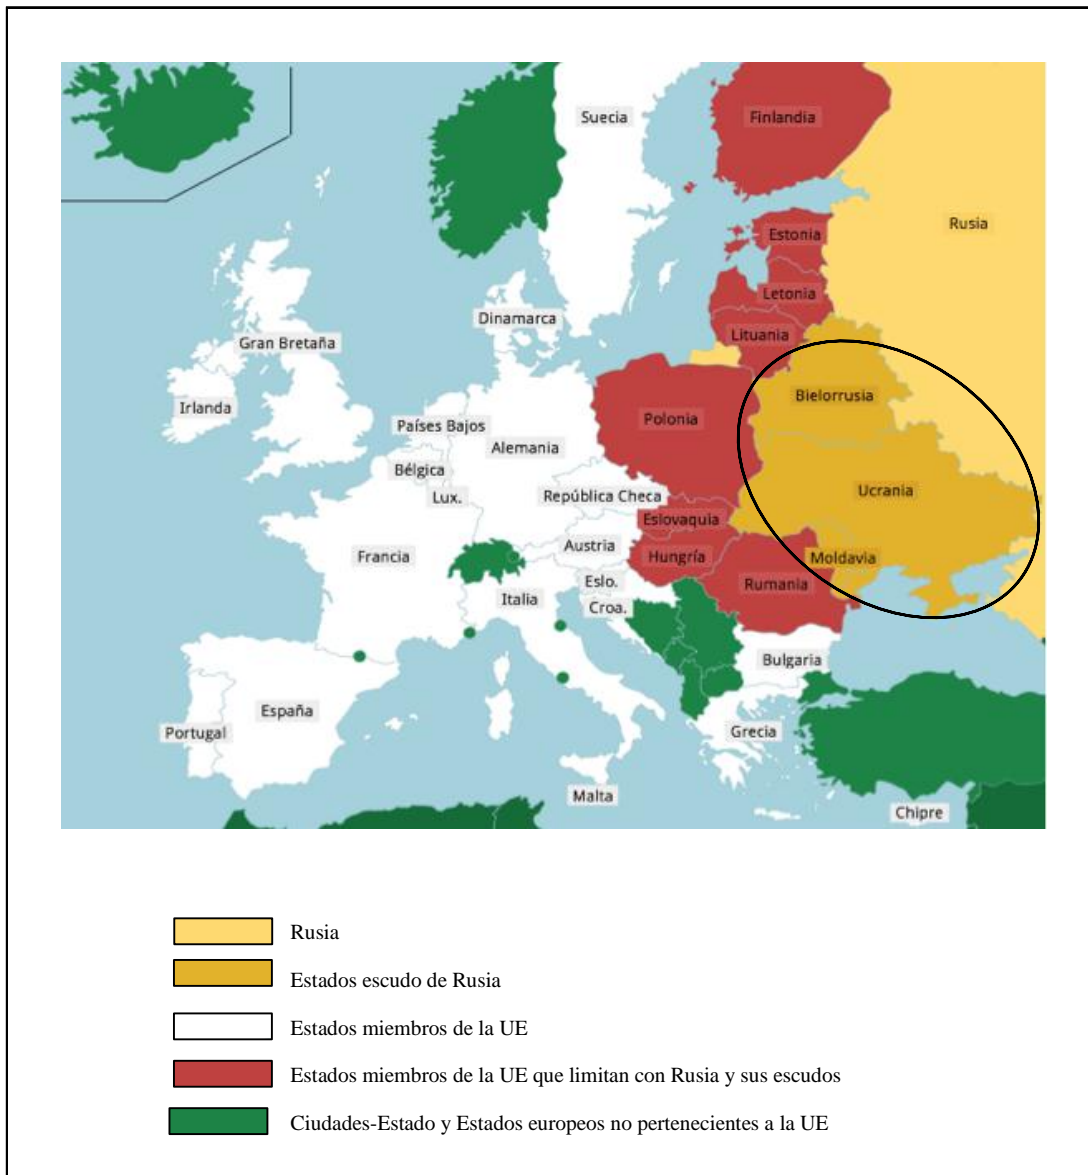 Suecia
Finlandia
Rusia
Estonia
Letonia
Dinamarca
Lituania
Gran Bretaña
Bielorrusia
Irlanda
Polonia
Países Bajos
Alemania
Bélgica
Ucrania
Lux.
República Checa
Eslovaquia
Austria
Francia
Hungría
Moldavia
Eslo.
Rumania
Italia
Croa.
Bulgaria
España
Portugal
Grecia
Malta
Chipre
Rusia
Estados escudo de Rusia
Estados miembros de la UE
Estados miembros de la UE que limitan con Rusia y sus escudos
Ciudades-Estado y Estados europeos no pertenecientes a la UE